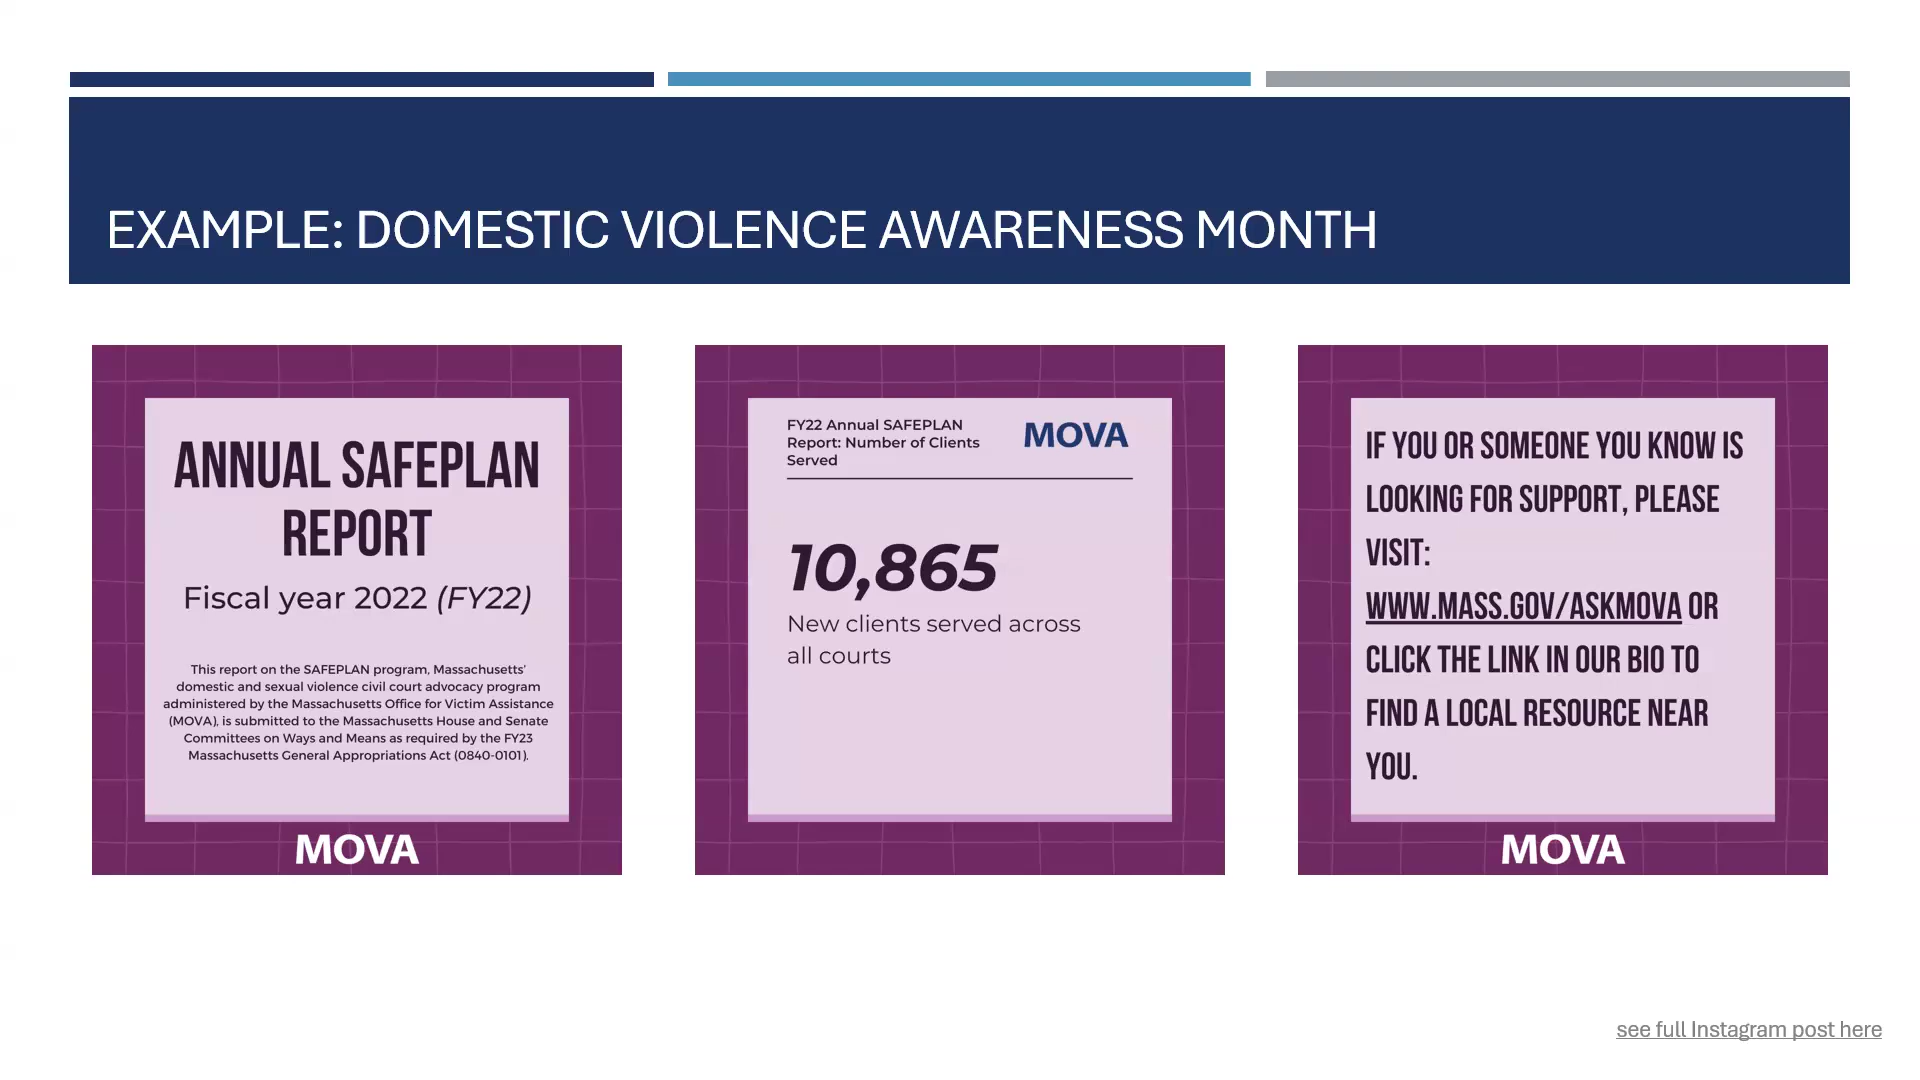 EXAMPLE: DOMESTIC VIOLENCE AWARENESS MONTH
ANNUAL SAFEPLAN
REPORT
Fiscal year 2022 (FY22)
This report on the SAFEPLAN program, Massachusetts'
domestic and sexual violence civil court advocacy program
administered by the Massachusetts Office for Victim Assistance
(MOVA), is submitted to the Massachusetts House and Senate
Committees on Ways and Means as required by the FY23
Massachusetts General Appropriations Act (0840-0101).
MOVA
FY22 Annual SAFEPLAN
Report: Number of Clients
Served
MOVA
10,865
New clients served across
all courts
IF YOU OR SOMEONE YOU KNOW IS
LOOKING FOR SUPPORT, PLEASE
VISIT:
WWW.MASS.GOV/ASKMOVA OR
CLICK THE LINK IN OUR BIO TO
FIND A LOCAL RESOURCE NEAR
YOU.
MOVA
see full Instagram post here